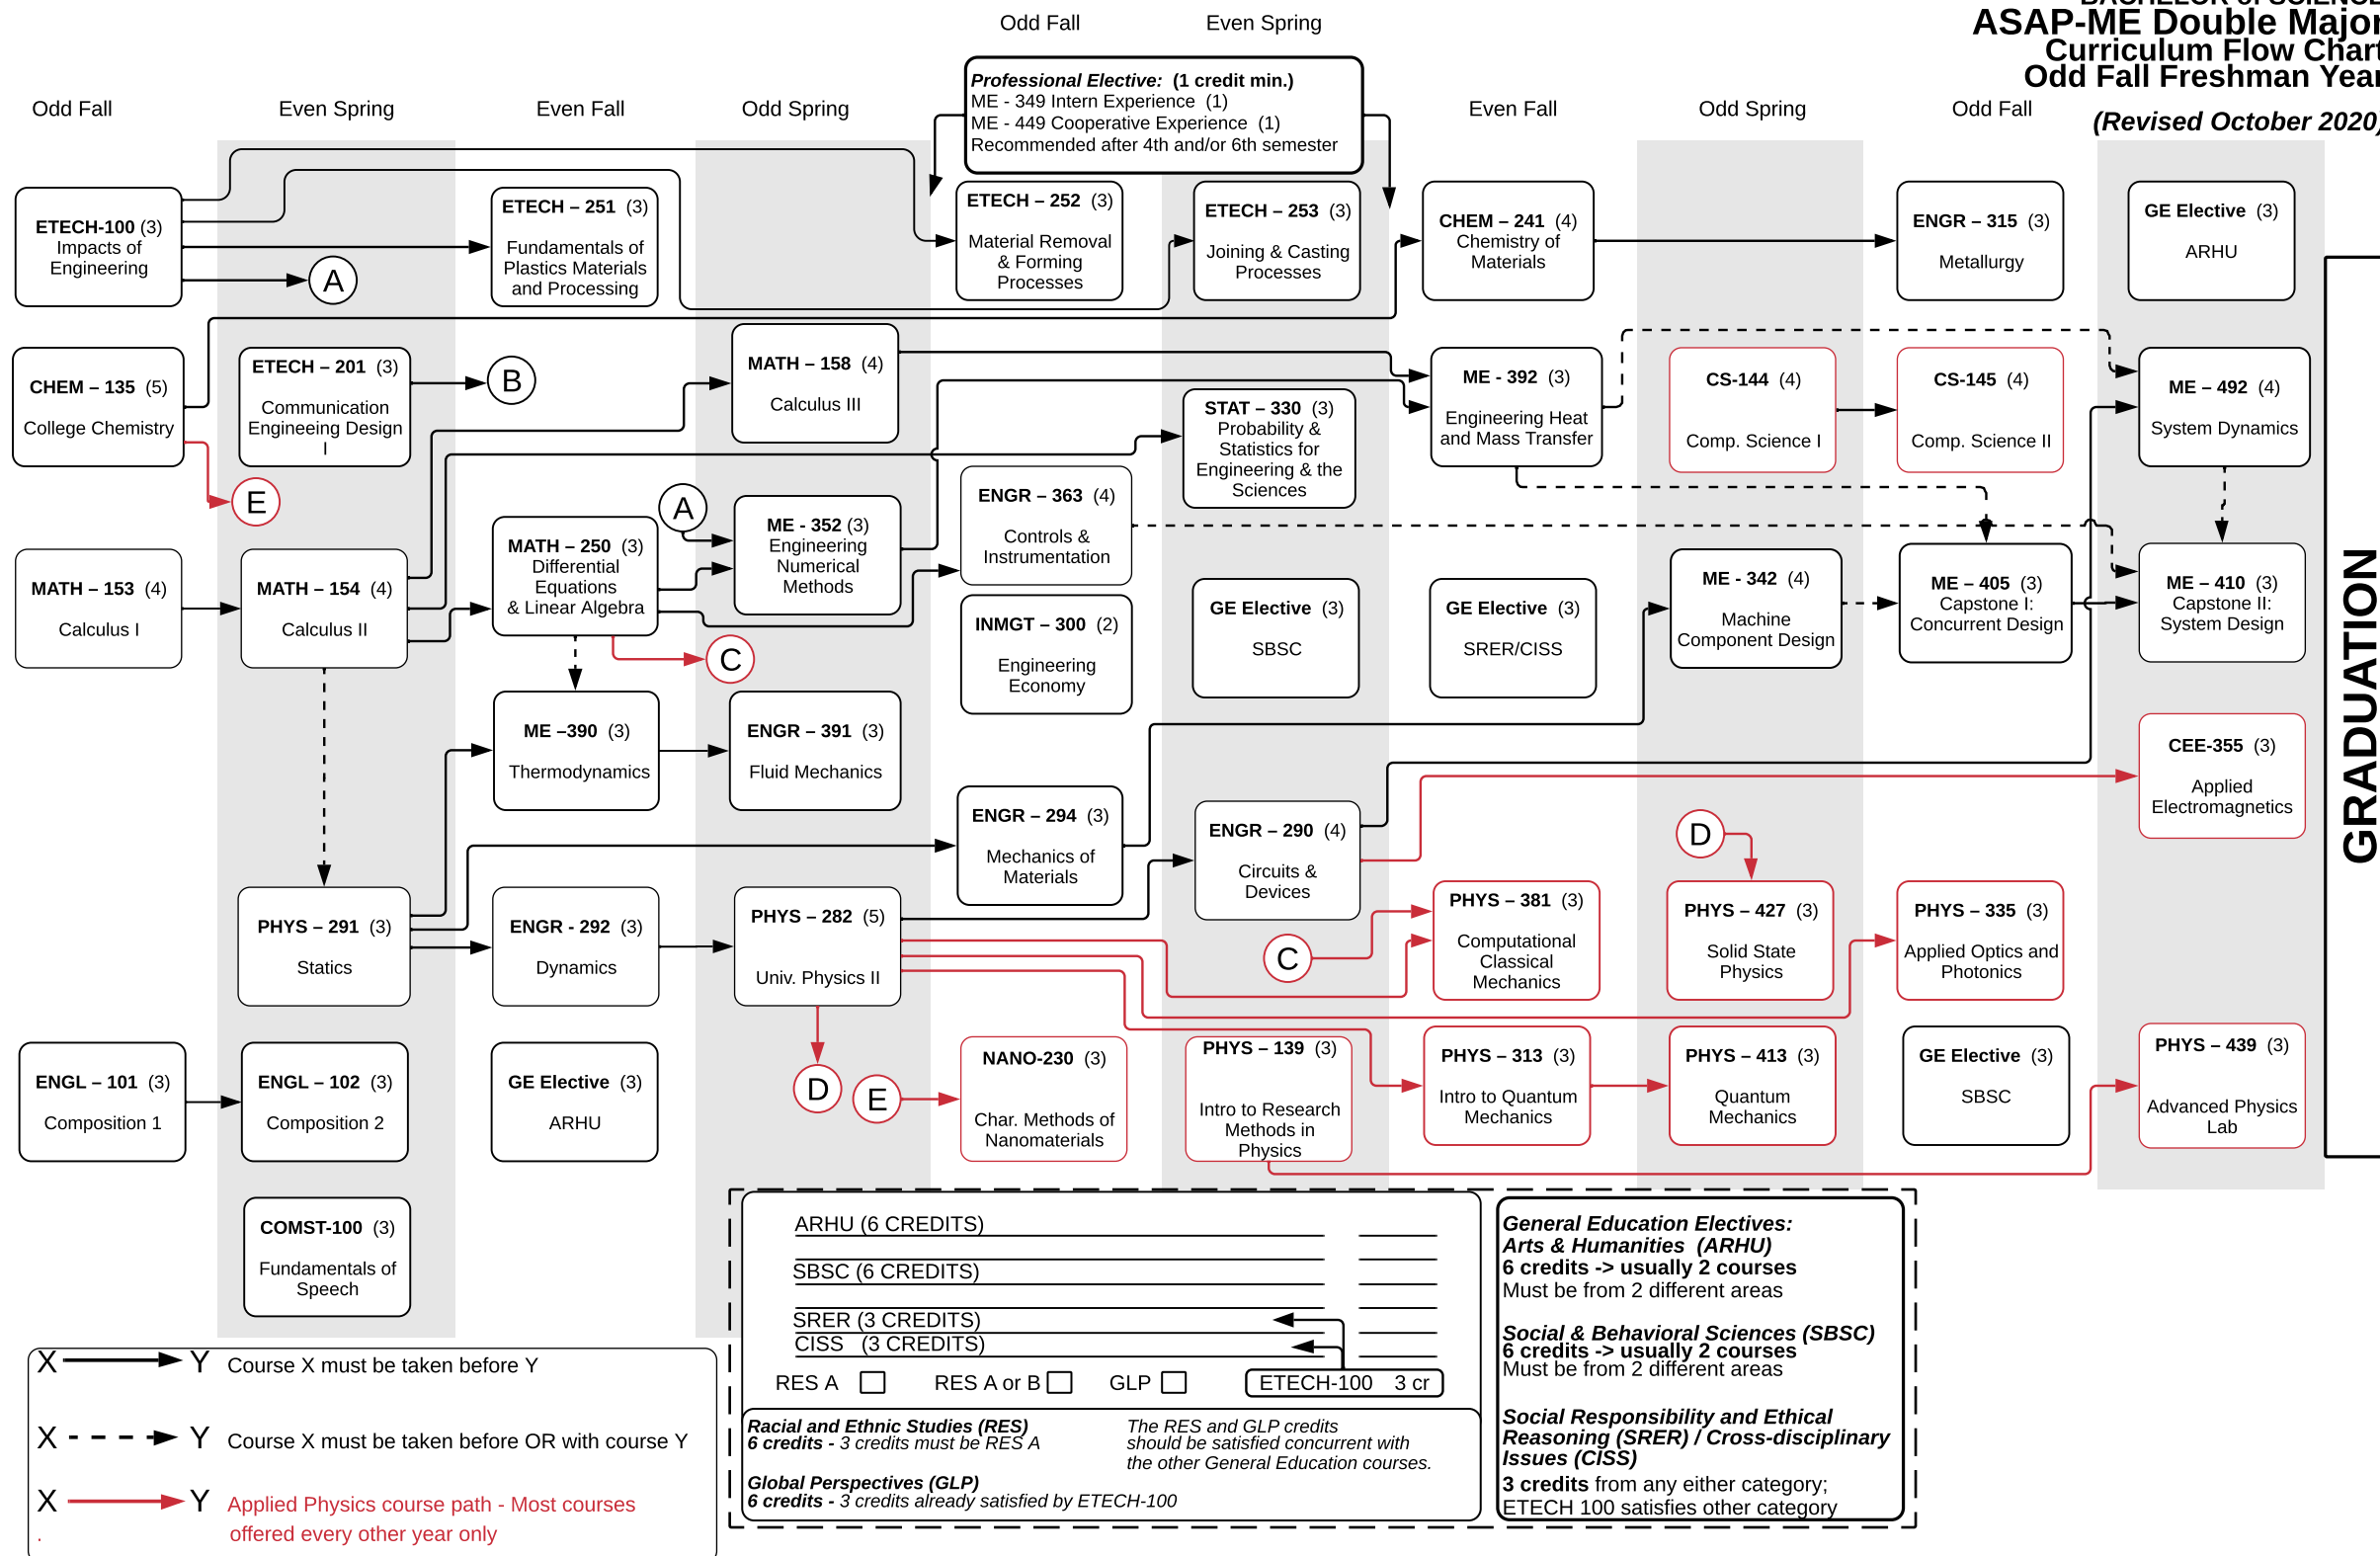 BACHELOR of SCIENCE
ASAP-ME Double Major
Curriculum Flow Chart
Odd Fall Freshman Year
(Revised October 2020)
Odd Fall
Even Spring
Odd Fall
Even Spring
Even Fall
Odd Spring
Even Fall
Odd Spring
Odd Fall
Professional Elective: (1 credit min.)
ME - 349 Intern Experience (1)
ME - 449 Cooperative Experience (1)
Recommended after 4th and/or 6th semester
ETECH-100 (3)
Impacts of
Engineering
A
ETECH – 251 (3)
Fundamentals of
Plastics Materials
and Processing
ETECH – 252 (3)
Material Removal
& Forming
Processes
ETECH – 253 (3)
Joining & Casting
Processes
CHEM – 241 (4)
Chemistry of
Materials
ENGR – 315 (3)
Metallurgy
GE Elective (3)
ARHU
CHEM – 135 (5)
College Chemistry
E
ETECH – 201 (3)
Communication
Engineeing Design
I
B
MATH – 158 (4)
Calculus III
STAT – 330 (3)
Probability &
Statistics for
Engineering & the
Sciences
ME - 392 (3)
Engineering Heat
and Mass Transfer
CS-144 (4)
Comp. Science I
CS-145 (4)
Comp. Science II
ME – 492 (4)
System Dynamics
MATH – 153 (4)
Calculus I
MATH – 154 (4)
Calculus II
MATH – 250 (3)
Differential
Equations
& Linear Algebra
A
C
ME - 352 (3)
Engineering
Numerical
Methods
ENGR – 363 (4)
Controls &
Instrumentation
INMGT – 300 (2)
Engineering
Economy
GE Elective (3)
SBSC
GE Elective (3)
SRER/CISS
ME - 342 (4)
Machine
Component Design
ME – 405 (3)
Capstone I:
Concurrent Design
ME – 410 (3)
Capstone II:
System Design
GRADUATION
ME –390 (3)
Thermodynamics
ENGR – 391 (3)
Fluid Mechanics
ENGR – 294 (3)
Mechanics of
Materials
ENGR – 290 (4)
Circuits &
Devices
D
CEE-355 (3)
Applied
Electromagnetics
PHYS – 291 (3)
Statics
ENGR - 292 (3)
Dynamics
PHYS – 282 (5)
Univ. Physics II
C
PHYS – 381 (3)
Computational
Classical
Mechanics
PHYS – 427 (3)
Solid State
Physics
PHYS – 335 (3)
Applied Optics and
Photonics
ENGL – 101 (3)
Composition 1
ENGL – 102 (3)
Composition 2
GE Elective (3)
ARHU
D
E
NANO-230 (3)
Char. Methods of
Nanomaterials
PHYS – 139 (3)
Intro to Research
Methods in
Physics
PHYS – 313 (3)
Intro to Quantum
Mechanics
PHYS – 413 (3)
Quantum
Mechanics
GE Elective (3)
SBSC
PHYS – 439 (3)
Advanced Physics
Lab
COMST-100 (3)
Fundamentals of
Speech
X Y Course X must be taken before Y
X Y Course X must be taken before OR with course Y
X Y Applied Physics course path - Most courses
. offered every other year only
ARHU (6 CREDITS)
SBSC (6 CREDITS)
SRER (3 CREDITS)
CISS (3 CREDITS)
RES A RES A or B GLP ETECH-100 3 cr
Racial and Ethnic Studies (RES)
6 credits - 3 credits must be RES A
Global Perspectives (GLP)
6 credits - 3 credits already satisfied by ETECH-100
The RES and GLP credits
should be satisfied concurrent with
the other General Education courses.
General Education Electives:
Arts & Humanities (ARHU)
6 credits -> usually 2 courses
Must be from 2 different areas
Social & Behavioral Sciences (SBSC)
6 credits -> usually 2 courses
Must be from 2 different areas
Social Responsibility and Ethical
Reasoning (SRER) / Cross-disciplinary
Issues (CISS)
3 credits from any either category;
ETECH 100 satisfies other category